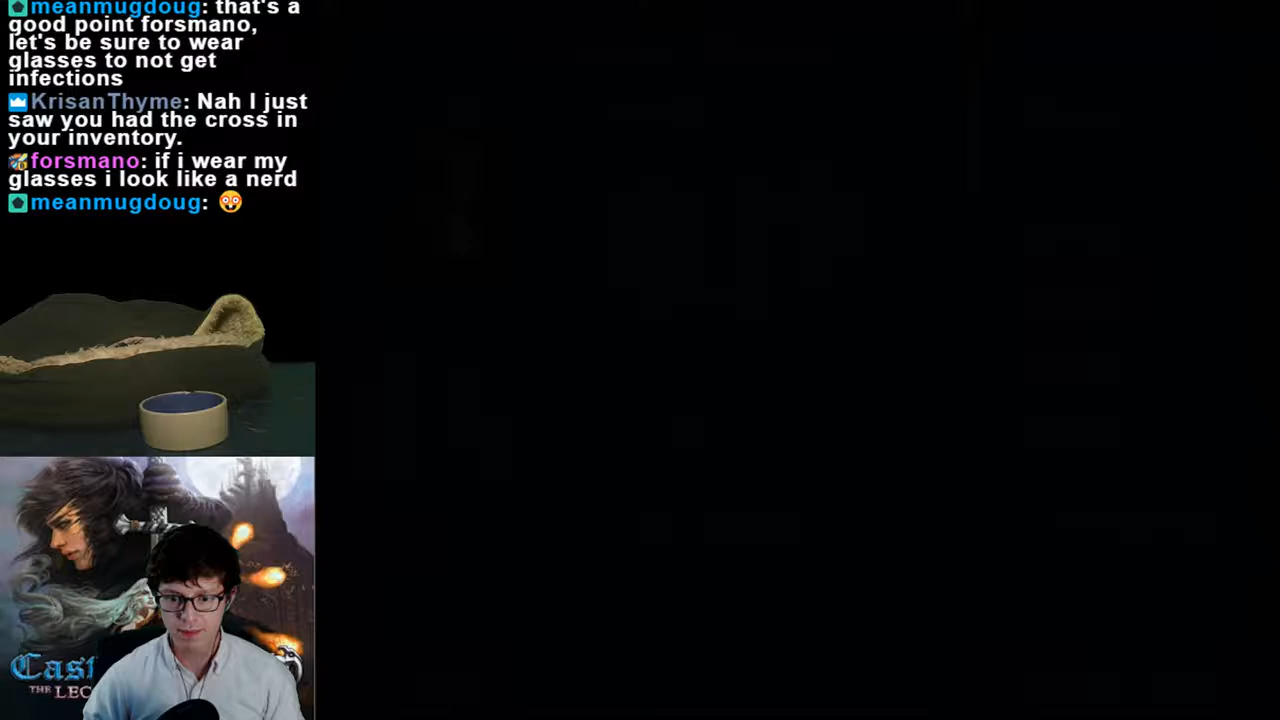 meanmugdoug: that's a
good point forsmano,
let's be sure to wear
glasses to not get
infections
KrisanThyme: Nah I just
saw you had the cross in
your inventory.
forsmano: if i wear my
glasses i look like a nerd
meanmugdoug:
Cast
THE LEC